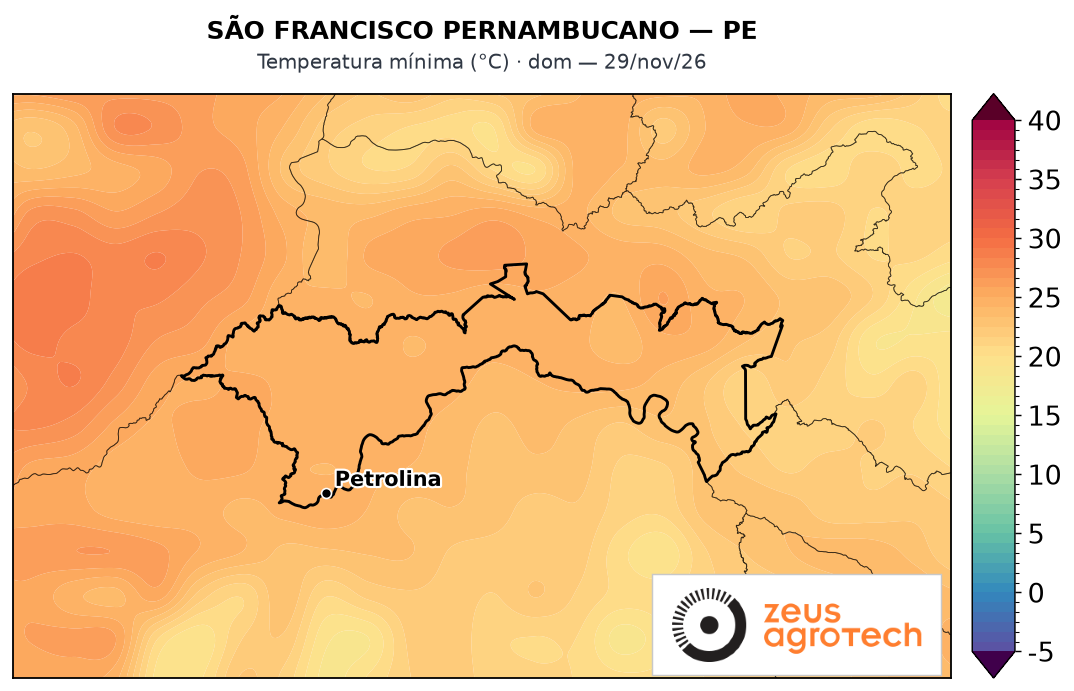 SÃO FRANCISCO PERNAMBUCANO — PE
Temperatura mínima (°C) · dom — 29/nov/26
40
35
30
25
20
15
10
5
0
-5
Petrolina
zeus
agrotech